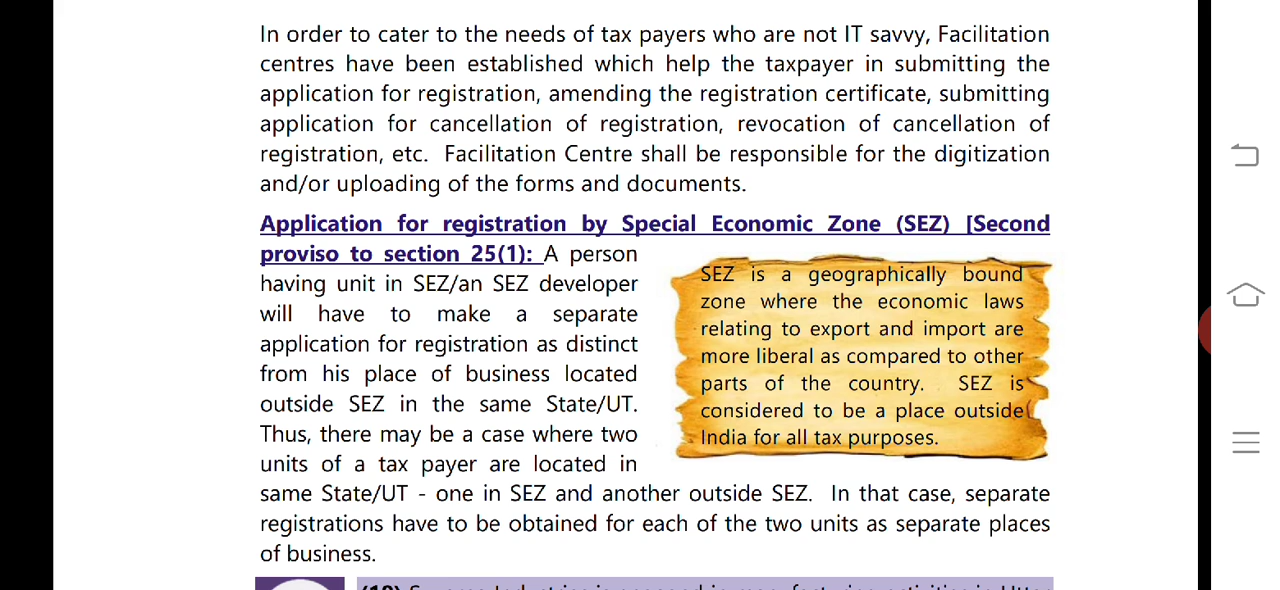 In order to cater to the needs of tax payers who are not IT savvy, Facilitation
centres have been established which help the taxpayer in submitting the
application for registration, amending the registration certificate, submitting
application for cancellation of registration, revocation of cancellation of
registration, etc. Facilitation Centre shall be responsible for the digitization
and/or uploading of the forms and documents.
Application for registration by Special Economic Zone (SEZ) [Second
proviso to section 25(1): A person
having unit in SEZ/an SEZ developer
will have to make a separate
application for registration as distinct
from his place of business located
outside SEZ in the same State/UT.
Thus, there may be a case where two
units of a tax payer are located in
same State/UT - one in SEZ and another outside SEZ. In that case, separate
registrations have to be obtained for each of the two units as separate places
of business.
SEZ is a geographically bound
zone where the economic laws
relating to export and import are
more liberal as compared to other
parts of the country. SEZ is
considered to be a place outside
India for all tax purposes.